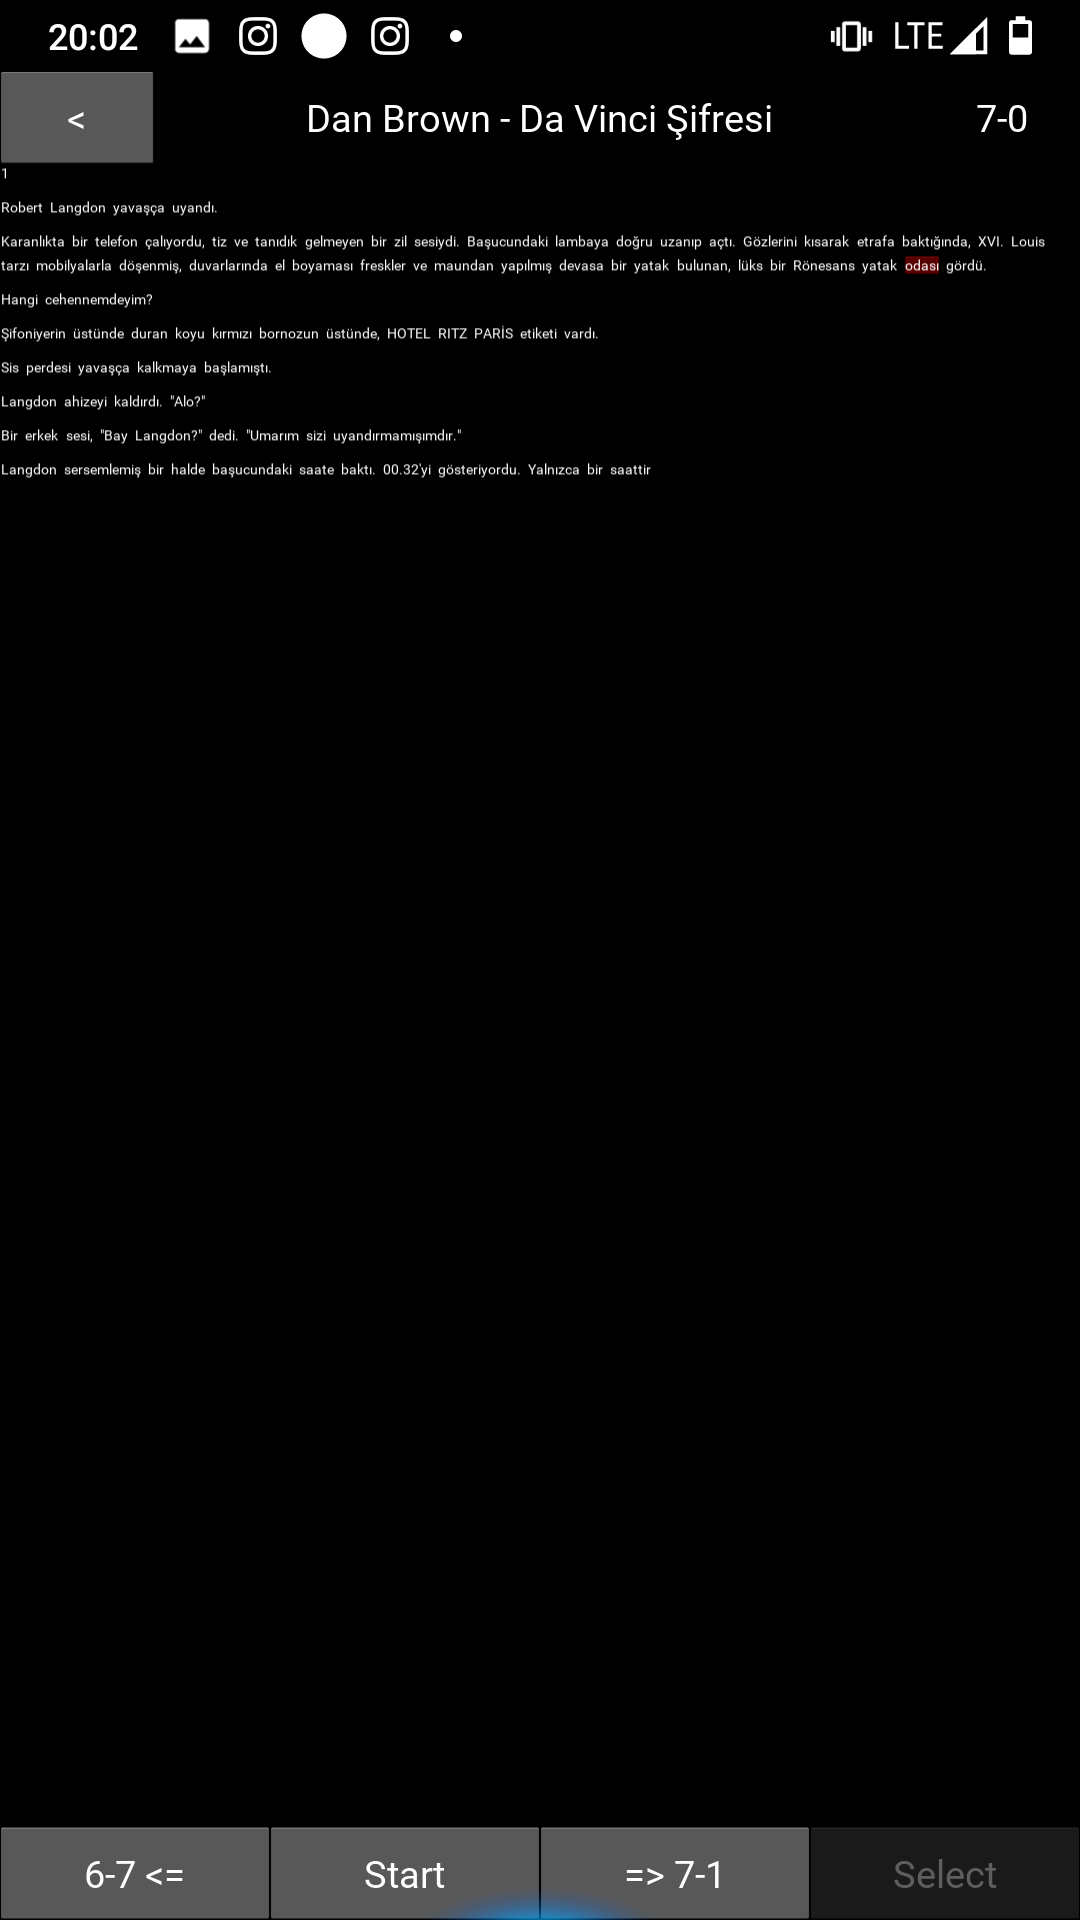 20:02 LTE
< Dan Brown - Da Vinci Şifresi 7-0
1
Robert Langdon yavaşça uyandı.
Karanlıkta bir telefon çalıyordu, tiz ve tanıdık gelmeyen bir zil sesiydi. Başucundaki lambaya doğru uzanıp açtı. Gözlerini kısarak etrafa baktığında, XVI. Louis
tarzı mobilyalarla döşenmiş, duvarlarında el boyaması freskler ve maundan yapılmış devasa bir yatak bulunan, lüks bir Rönesans yatak odası gördü.
Hangi cehennemdeyim?
Şifoniyerin üstünde duran koyu kırmızı bornozun üstünde, HOTEL RITZ PARİS etiketi vardı.
Sis perdesi yavaşça kalkmaya başlamıştı.
Langdon ahizeyi kaldırdı. "Alo?"
Bir erkek sesi, "Bay Langdon?" dedi. "Umarım sizi uyandırmamışımdır."
Langdon sersemlemiş bir halde başucundaki saate baktı. 00.32'yi gösteriyordu. Yalnızca bir saattir
6-7 <= Start => 7-1 Select